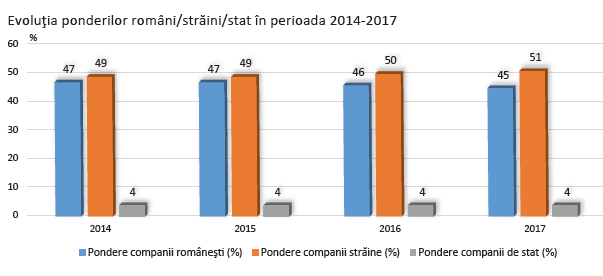 Evoluţia ponderilor români/străini/stat în perioada 2014-2017
%
60
50
40
30
20
10
0
47 49 4
47 49 4
46 50 4
45 51 4
2014 2015 2016 2017
Pondere companii româneşti (%) Pondere companii străine (%) Pondere companii de stat (%)